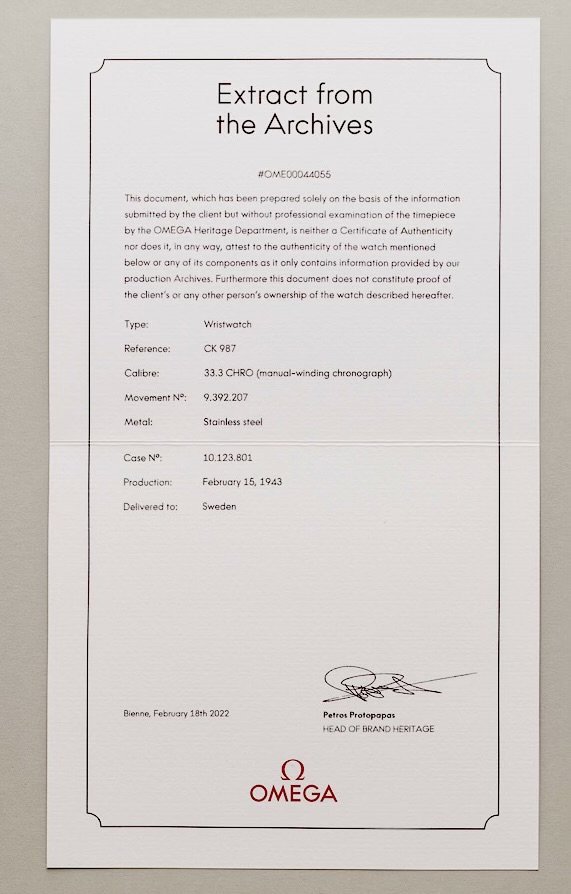 Extract from
the Archives
#OME00044055
This document, which has been prepared solely on the basis of the information
submitted by the client but without professional examination of the timepiece
by the OMEGA Heritage Department, is neither a Certificate of Authenticity
nor does it, in any way, attest to the authenticity of the watch mentioned
below or any of its components as it only contains information provided by our
production Archives. Furthermore this document does not constitute proof of
the client's or any other person's ownership of the watch described hereafter.
Type: Wristwatch
Reference: CK 987
Calibre: 33.3 CHRO (manual-winding chronograph)
Movement Nº: 9.392.207
Metal: Stainless steel
Case Nº: 10.123.801
Production: February 15, 1943
Delivered to: Sweden
Bienne, February 18th 2022
Petros Protopapas
HEAD OF BRAND HERITAGE
Ω
OMEGA